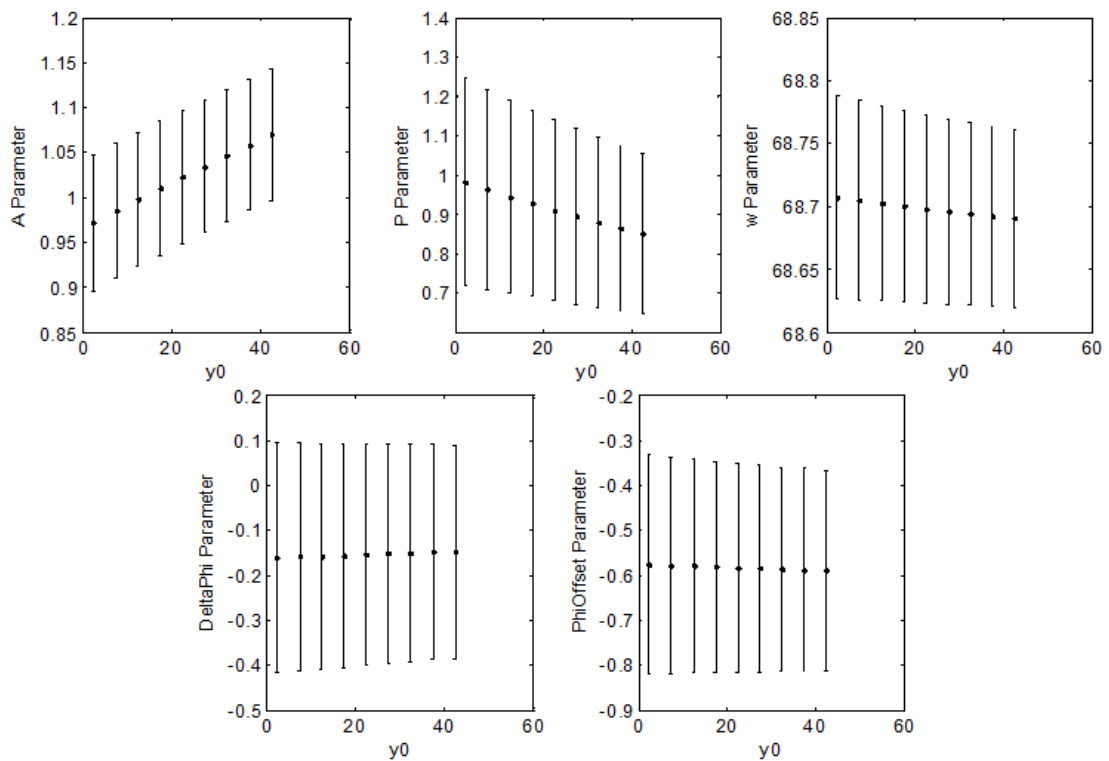 1.2
1.15
1.1
1.05
1
0.95
0.9
0.85
A Parameter
0 20 40 60
y0
1.4
1.3
1.2
1.1
1
0.9
0.8
0.7
P Parameter
0 20 40 60
y0
68.85
68.8
68.75
68.7
68.65
68.6
w Parameter
0 20 40 60
y0
0.2
0.1
0
-0.1
-0.2
-0.3
-0.4
-0.5
DeltaPhi Parameter
0 20 40 60
y0
-0.2
-0.3
-0.4
-0.5
-0.6
-0.7
-0.8
-0.9
PhiOffset Parameter
0 20 40 60
y0